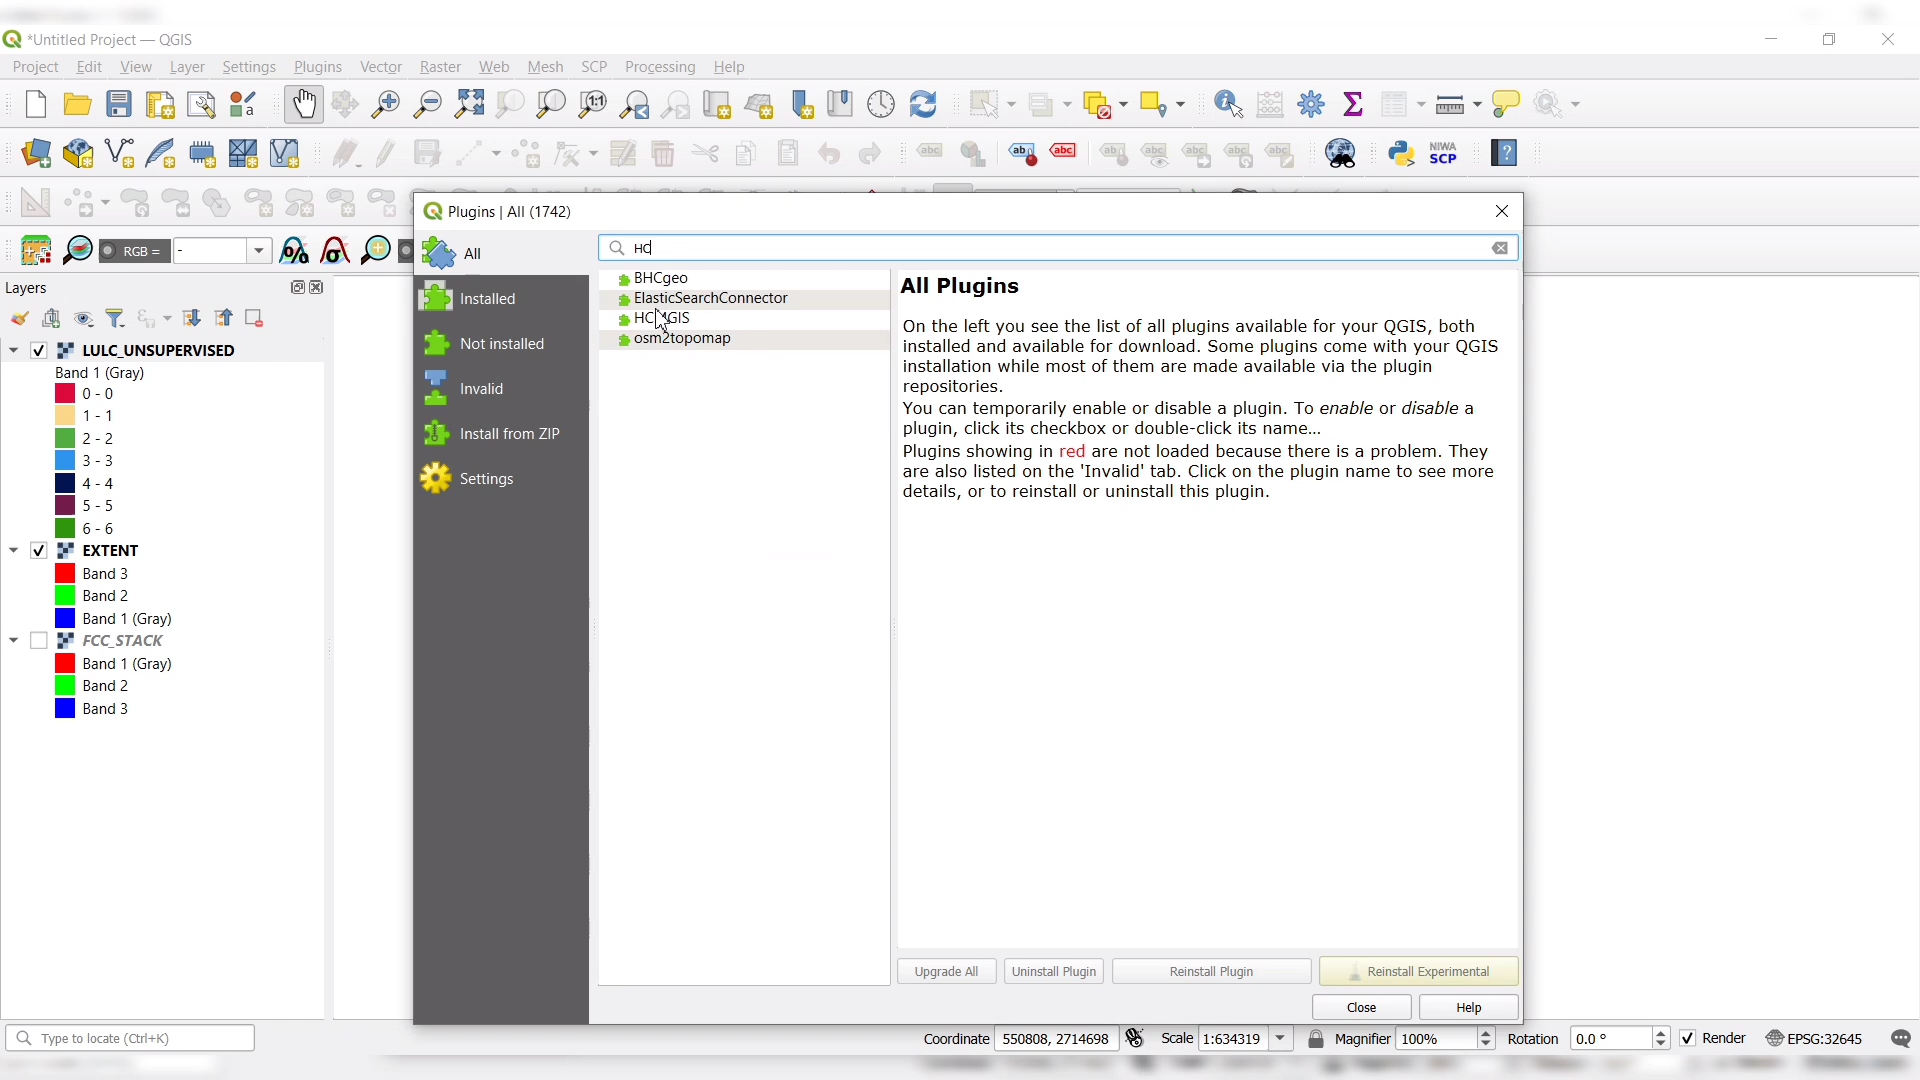 *Untitled Project — QGIS
Project Edit View Layer Settings Plugins Vector Raster Web Mesh SCP Processing Help
NIWA
SCP
RGB = -
Layers
LULC_UNSUPERVISED
Band 1 (Gray)
0 - 0
1 - 1
2 - 2
3 - 3
4 - 4
5 - 5
6 - 6
EXTENT
Band 3
Band 2
Band 1 (Gray)
FCC_STACK
Band 1 (Gray)
Band 2
Band 3
Plugins | All (1742)
All
Installed
Not installed
Invalid
Install from ZIP
Settings
HC
BHCgeo
ElasticSearchConnector
osm2topomap
All Plugins
On the left you see the list of all plugins available for your QGIS, both
installed and available for download. Some plugins come with your QGIS
installation while most of them are made available via the plugin
repositories.
You can temporarily enable or disable a plugin. To enable or disable a
plugin, click its checkbox or double-click its name...
Plugins showing in red are not loaded because there is a problem. They
are also listed on the 'Invalid' tab. Click on the plugin name to see more
details, or to reinstall or uninstall this plugin.
Upgrade All Uninstall Plugin Reinstall Plugin Reinstall Experimental
Close Help
Type to locate (Ctrl+K) Coordinate 550808, 2714698 Scale 1:634319 Magnifier 100% Rotation 0.0 ° Render EPSG:32645